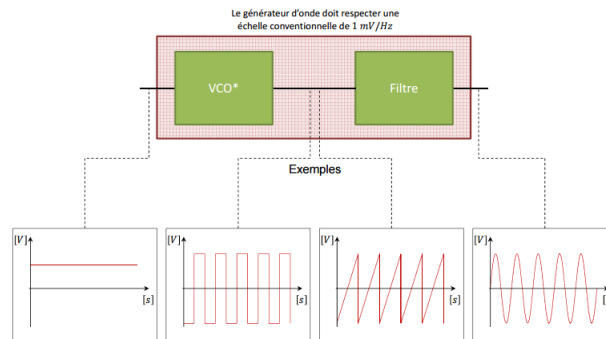 Le générateur d'onde doit respecter une
échelle conventionnelle de 1 mV/Hz
VCO*
Filtre
Exemples
[V]
[s]
[V]
[s]
[V]
[s]
[V]